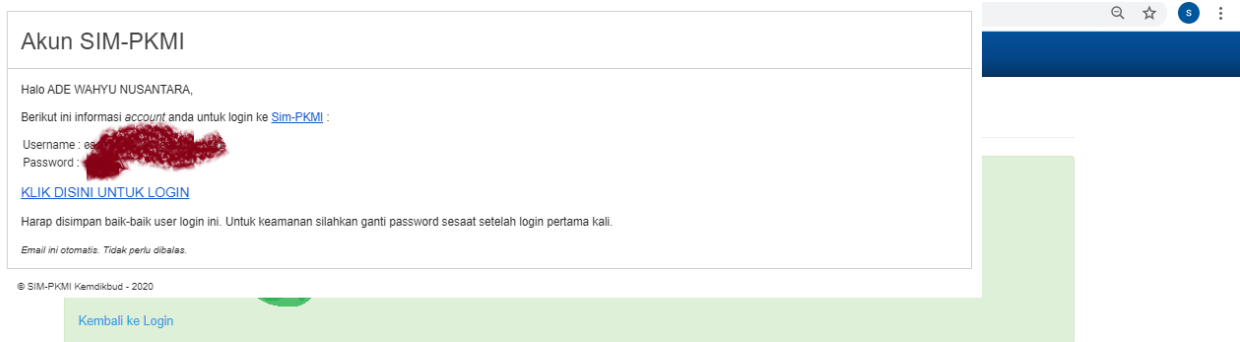 Akun SIM-PKMI
Halo ADE WAHYU NUSANTARA,
Berikut ini informasi account anda untuk login ke Sim-PKMI :
Username :
Password :
KLIK DISINI UNTUK LOGIN
Harap disimpan baik-baik user login ini. Untuk keamanan silahkan ganti password sesaat setelah login pertama kali.
Email ini otomatis. Tidak perlu dibalas.
© SIM-PKMI Kemdikbud - 2020
Kembali ke Login
S